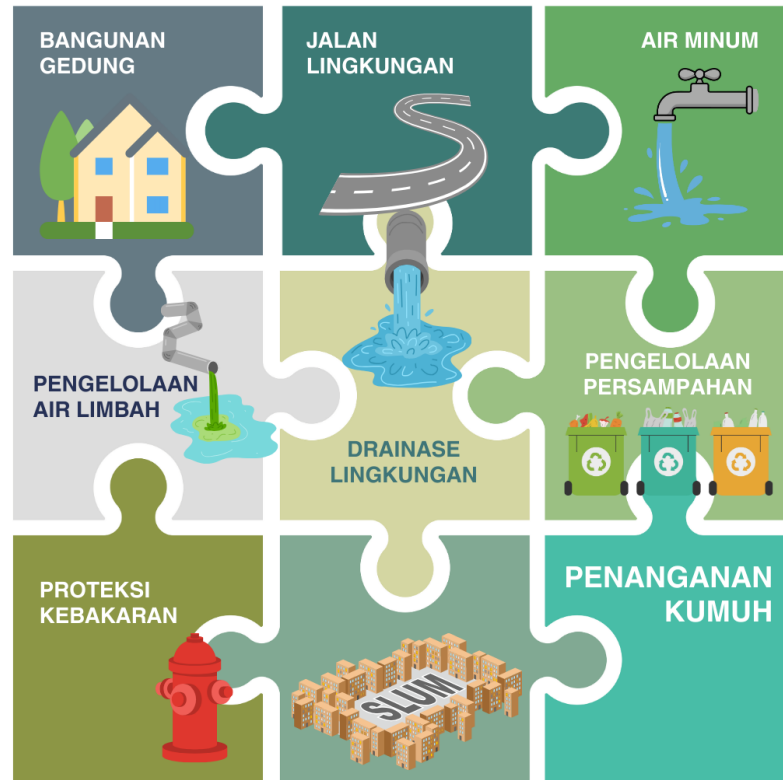 BANGUNAN
GEDUNG
JALAN
LINGKUNGAN
AIR MINUM
PENGELOLAAN
AIR LIMBAH
DRAINASE
LINGKUNGAN
PENGELOLAAN
PERSAMPAHAN
PROTEKSI
KEBAKARAN
SLUM
PENANGANAN
KUMUH